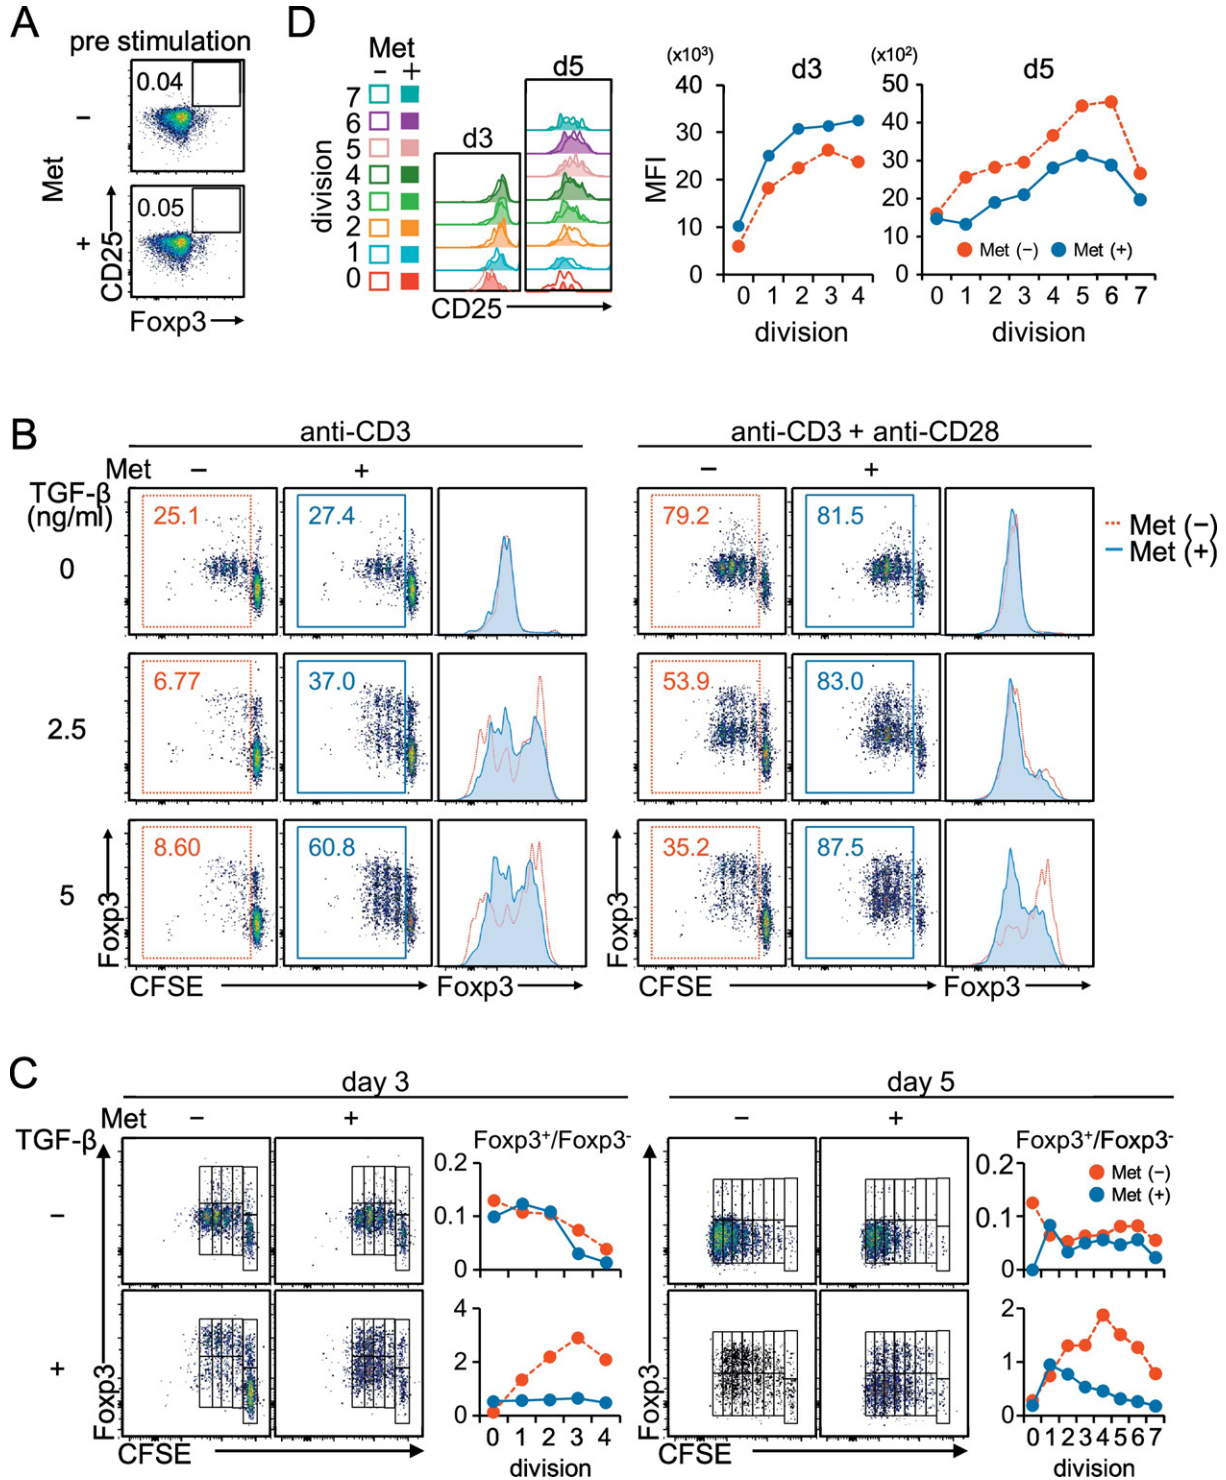 A
pre stimulation
Met
−
0.04
+
0.05
CD25
Foxp3
D
Met
− +
division
7
6
5
4
3
2
1
0
d3
d5
CD25
(x10³)
d3
MFI
40
30
20
10
0
0 1 2 3 4
division
(x10²)
d5
50
40
30
20
10
0
Met (−) Met (+)
0 1 2 3 4 5 6 7
division
B
anti-CD3
anti-CD3 + anti-CD28
Met − +
− +
TGF-β
(ng/ml)
0
25.1 27.4
79.2 81.5
Met (−)
Met (+)
2.5
6.77 37.0
53.9 83.0
5
8.60 60.8
35.2 87.5
Foxp3
Foxp3
CFSE Foxp3
CFSE Foxp3
C
day 3
day 5
Met − +
− +
TGF-β
Foxp3⁺/Foxp3⁻
Foxp3⁺/Foxp3⁻
−
0.2
0.1
0
0.2
0.1
0
Met (−)
Met (+)
+
4
2
0
2
1
0
Foxp3
Foxp3
CFSE
0 1 2 3 4
division
CFSE
0 1 2 3 4 5 6 7
division